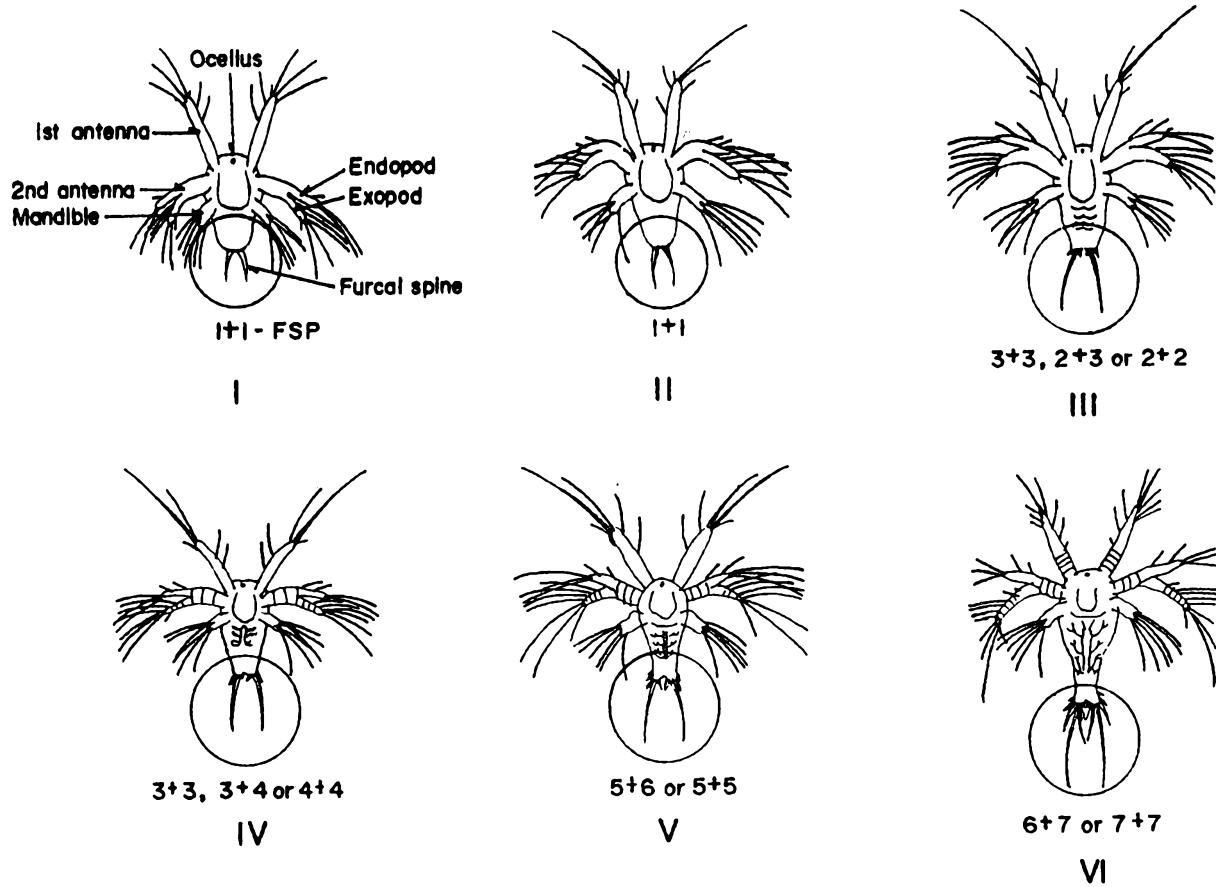 Ocellus
1st antenna
2nd antenna
Mandible
Endopod
Exopod
Furcal spine
1+1 - FSP
I
1+1
II
3+3, 2+3 or 2+2
III
3+3, 3+4 or 4+4
IV
5+6 or 5+5
V
6+7 or 7+7
VI